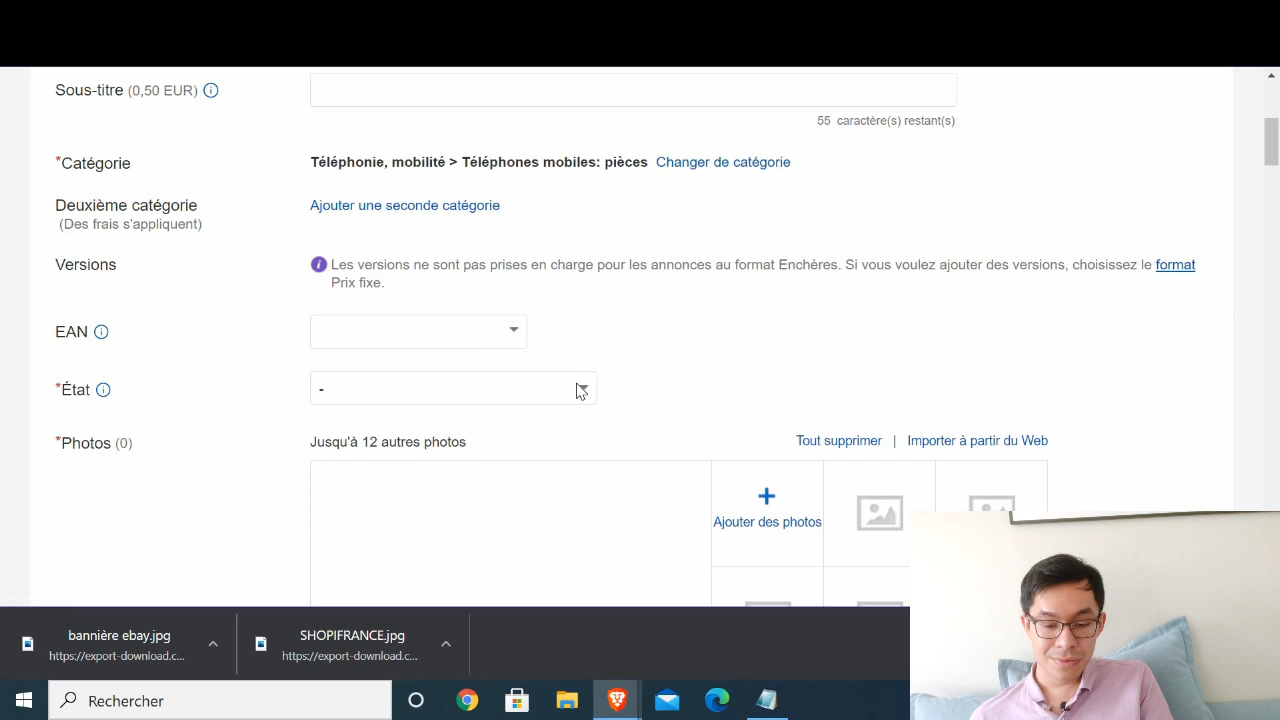 Sous-titre (0,50 EUR)
55 caractère(s) restant(s)
*Catégorie
Téléphonie, mobilité > Téléphones mobiles: pièces Changer de catégorie
Deuxième catégorie
(Des frais s'appliquent)
Ajouter une seconde catégorie
Versions
Les versions ne sont pas prises en charge pour les annonces au format Enchères. Si vous voulez ajouter des versions, choisissez le format
Prix fixe.
EAN
*État
-
*Photos (0)
Jusqu'à 12 autres photos
Tout supprimer | Importer à partir du Web
Ajouter des photos
bannière ebay.jpg
https://export-download.c...
SHOPIFRANCE.jpg
https://export-download.c...
Rechercher